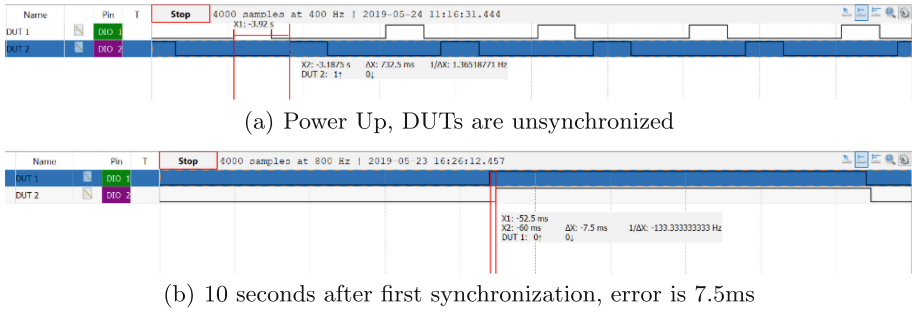 Name Pin T Stop 4000 samples at 400 Hz | 2019-05-24 11:16:31.444
X1: -3.92 s
DUT 1 DIO 1
DUT 2 DIO 2
X2: -3.1875 s ΔX: 732.5 ms 1/ΔX: 1.36518771 Hz
DUT 2: 1↑ 0↓
(a) Power Up, DUTs are unsynchronized
Name Pin T Stop 4000 samples at 800 Hz | 2019-05-23 16:26:12.457
DUT 1 DIO 1
DUT 2 DIO 2
X1: -52.5 ms
X2: -60 ms ΔX: -7.5 ms 1/ΔX: -133.333333333 Hz
DUT 1: 0↑ 0↓
(b) 10 seconds after first synchronization, error is 7.5ms